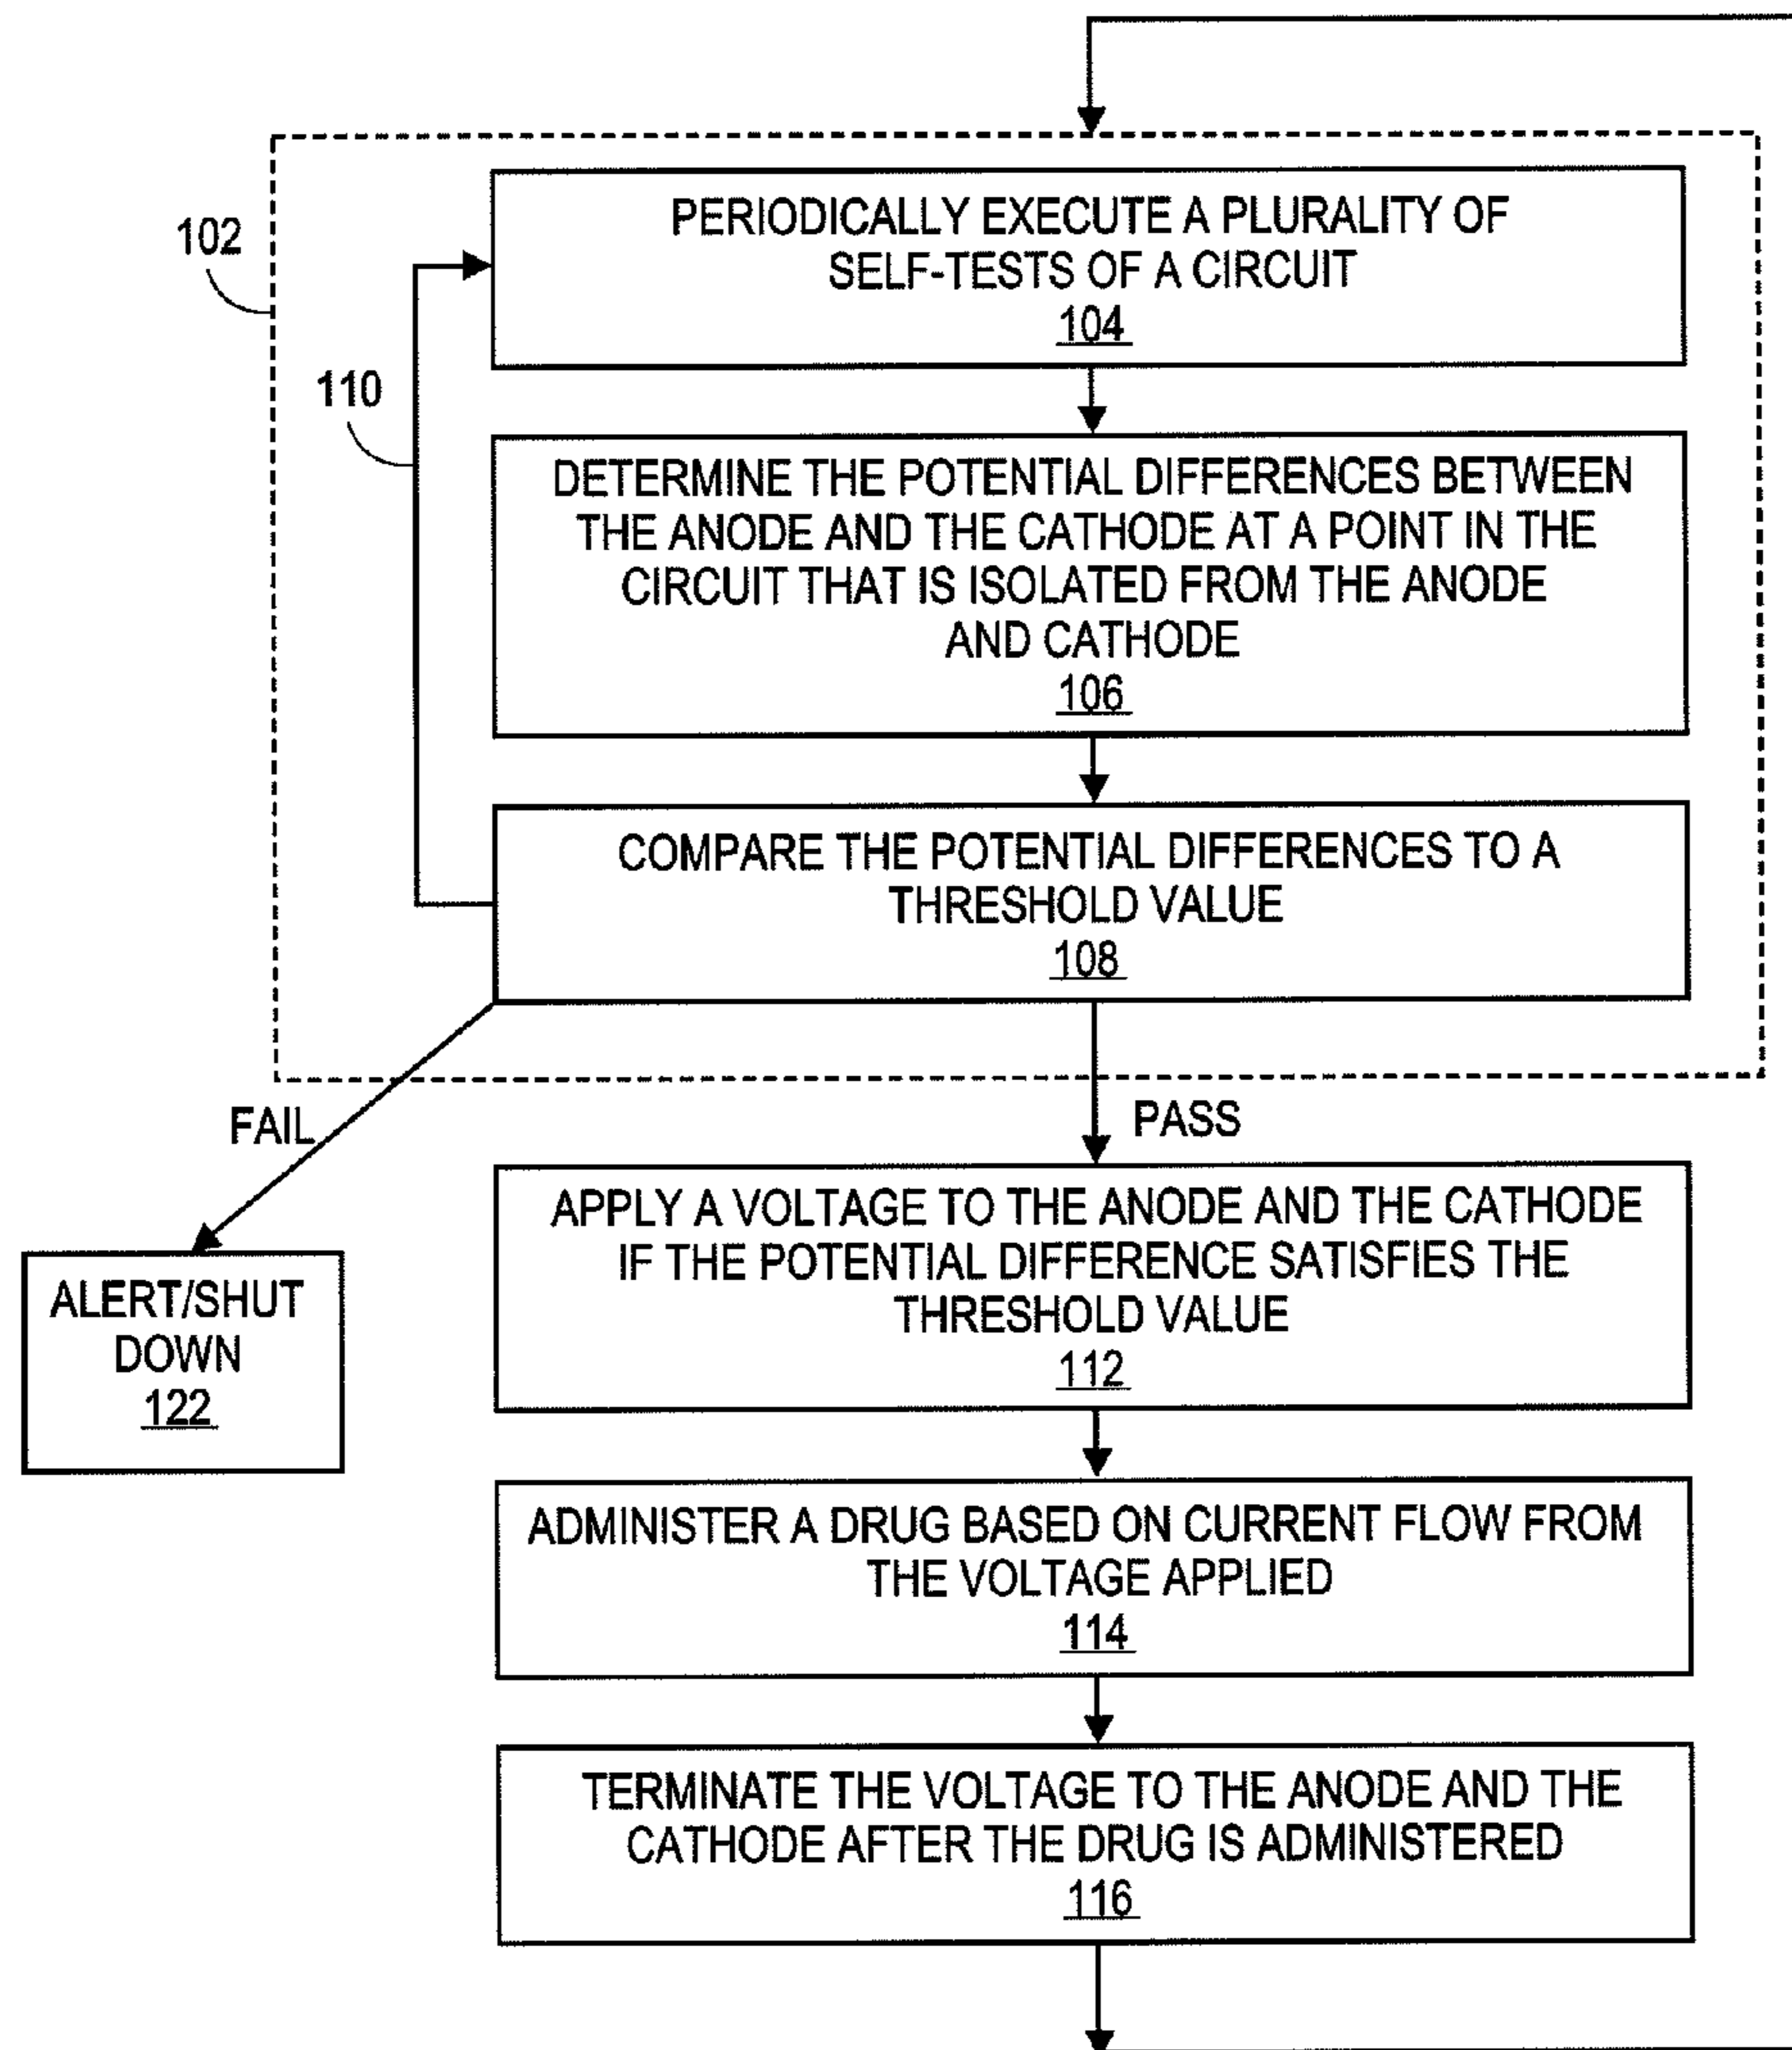 102
PERIODICALLY EXECUTE A PLURALITY OF
SELF-TESTS OF A CIRCUIT
104
110
DETERMINE THE POTENTIAL DIFFERENCES BETWEEN
THE ANODE AND THE CATHODE AT A POINT IN THE
CIRCUIT THAT IS ISOLATED FROM THE ANODE
AND CATHODE
106
COMPARE THE POTENTIAL DIFFERENCES TO A
THRESHOLD VALUE
108
FAIL
PASS
ALERT/SHUT
DOWN
122
APPLY A VOLTAGE TO THE ANODE AND THE CATHODE
IF THE POTENTIAL DIFFERENCE SATISFIES THE
THRESHOLD VALUE
112
ADMINISTER A DRUG BASED ON CURRENT FLOW FROM
THE VOLTAGE APPLIED
114
TERMINATE THE VOLTAGE TO THE ANODE AND THE
CATHODE AFTER THE DRUG IS ADMINISTERED
116